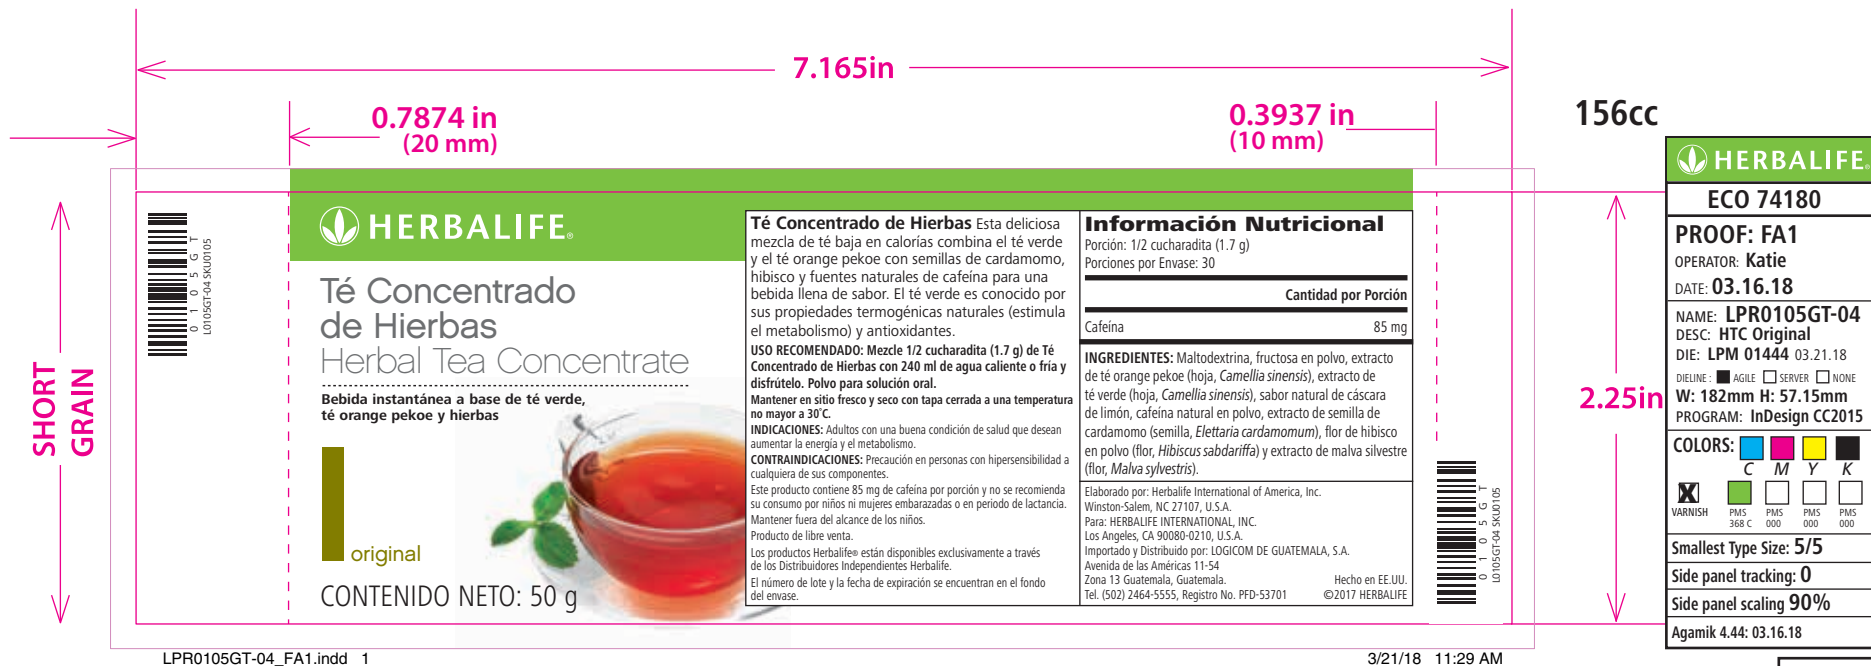 7.165in
0.7874 in
(20 mm)
0.3937 in
(10 mm)
156cc
SHORT
GRAIN
2.25in
0 1 0 5 G T
L0105GT-04 SKU0105
HERBALIFE®
Té Concentrado
de Hierbas
Herbal Tea Concentrate
Bebida instantánea a base de té verde,
té orange pekoe y hierbas
original
CONTENIDO NETO: 50 g
Té Concentrado de Hierbas Esta deliciosa
mezcla de té baja en calorías combina el té verde
y el té orange pekoe con semillas de cardamomo,
hibisco y fuentes naturales de cafeína para una
bebida llena de sabor. El té verde es conocido por
sus propiedades termogénicas naturales (estimula
el metabolismo) y antioxidantes.
USO RECOMENDADO: Mezcle 1/2 cucharadita (1.7 g) de Té
Concentrado de Hierbas con 240 ml de agua caliente o fría y
disfrútelo. Polvo para solución oral.
Mantener en sitio fresco y seco con tapa cerrada a una temperatura
no mayor a 30˚C.
INDICACIONES: Adultos con una buena condición de salud que desean
aumentar la energía y el metabolismo.
CONTRAINDICACIONES: Precaución en personas con hipersensibilidad a
cualquiera de sus componentes.
Este producto contiene 85 mg de cafeína por porción y no se recomienda
su consumo por niños ni mujeres embarazadas o en periodo de lactancia.
Mantener fuera del alcance de los niños.
Producto de libre venta.
Los productos Herbalife® están disponibles exclusivamente a través
de los Distribuidores Independientes Herbalife.
El número de lote y la fecha de expiración se encuentran en el fondo
del envase.
Información Nutricional
Porción: 1/2 cucharadita (1.7 g)
Porciones por Envase: 30
Cantidad por Porción
Cafeína 85 mg
INGREDIENTES: Maltodextrina, fructosa en polvo, extracto
de té orange pekoe (hoja, Camellia sinensis), extracto de
té verde (hoja, Camellia sinensis), sabor natural de cáscara
de limón, cafeína natural en polvo, extracto de semilla de
cardamomo (semilla, Elettaria cardamomum), flor de hibisco
en polvo (flor, Hibiscus sabdariffa) y extracto de malva silvestre
(flor, Malva sylvestris).
Elaborado por: Herbalife International of America, Inc.
Winston-Salem, NC 27107, U.S.A.
Para: HERBALIFE INTERNATIONAL, INC.
Los Angeles, CA 90080-0210, U.S.A.
Importado y Distribuido por: LOGICOM DE GUATEMALA, S.A.
Avenida de las Américas 11-54
Zona 13 Guatemala, Guatemala. Hecho en EE.UU.
Tel. (502) 2464-5555, Registro No. PFD-53701 ©2017 HERBALIFE
0 1 0 5 G T
L0105GT-04 SKU0105
HERBALIFE®
ECO 74180
PROOF: FA1
OPERATOR: Katie
DATE: 03.16.18
NAME: LPR0105GT-04
DESC: HTC Original
DIE: LPM 01444 03.21.18
DIELINE : AGILE SERVER NONE
W: 182mm H: 57.15mm
PROGRAM: InDesign CC2015
COLORS:
C M Y K
X
VARNISH PMS PMS PMS PMS
368 C 000 000 000
Smallest Type Size: 5/5
Side panel tracking: 0
Side panel scaling 90%
Agamik 4.44: 03.16.18
LPR0105GT-04_FA1.indd 1 3/21/18 11:29 AM